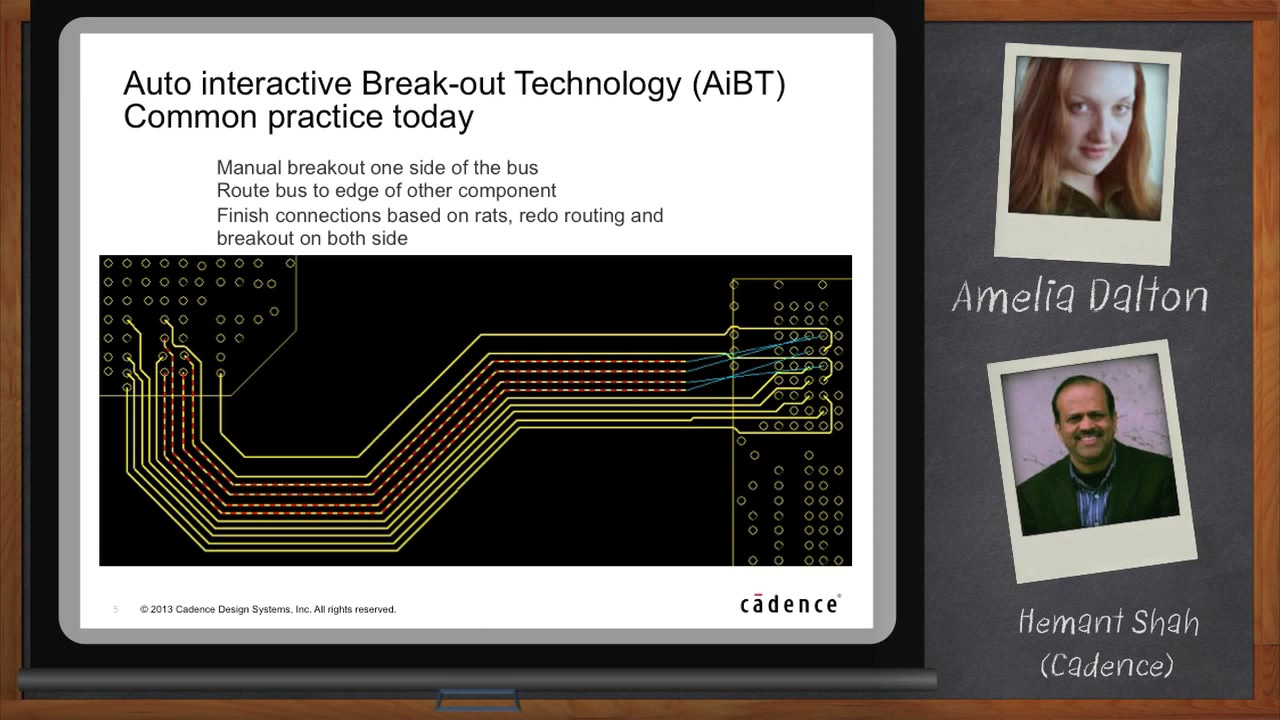 Auto interactive Break-out Technology (AiBT)
Common practice today
Manual breakout one side of the bus
Route bus to edge of other component
Finish connections based on rats, redo routing and
breakout on both side
5 © 2013 Cadence Design Systems, Inc. All rights reserved.
cādence®
Amelia Dalton
Hemant Shah
(Cadence)